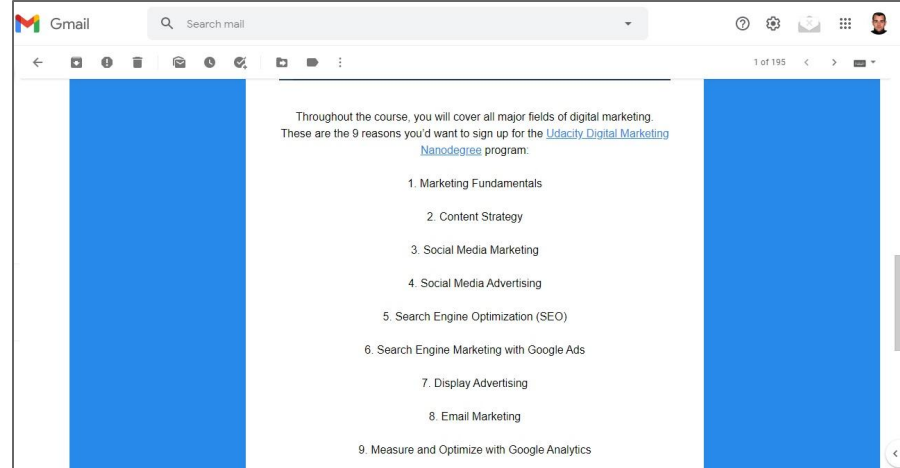 Gmail
Search mail
1 of 195
Throughout the course, you will cover all major fields of digital marketing.
These are the 9 reasons you'd want to sign up for the Udacity Digital Marketing
Nanodegree program:
1. Marketing Fundamentals
2. Content Strategy
3. Social Media Marketing
4. Social Media Advertising
5. Search Engine Optimization (SEO)
6. Search Engine Marketing with Google Ads
7. Display Advertising
8. Email Marketing
9. Measure and Optimize with Google Analytics